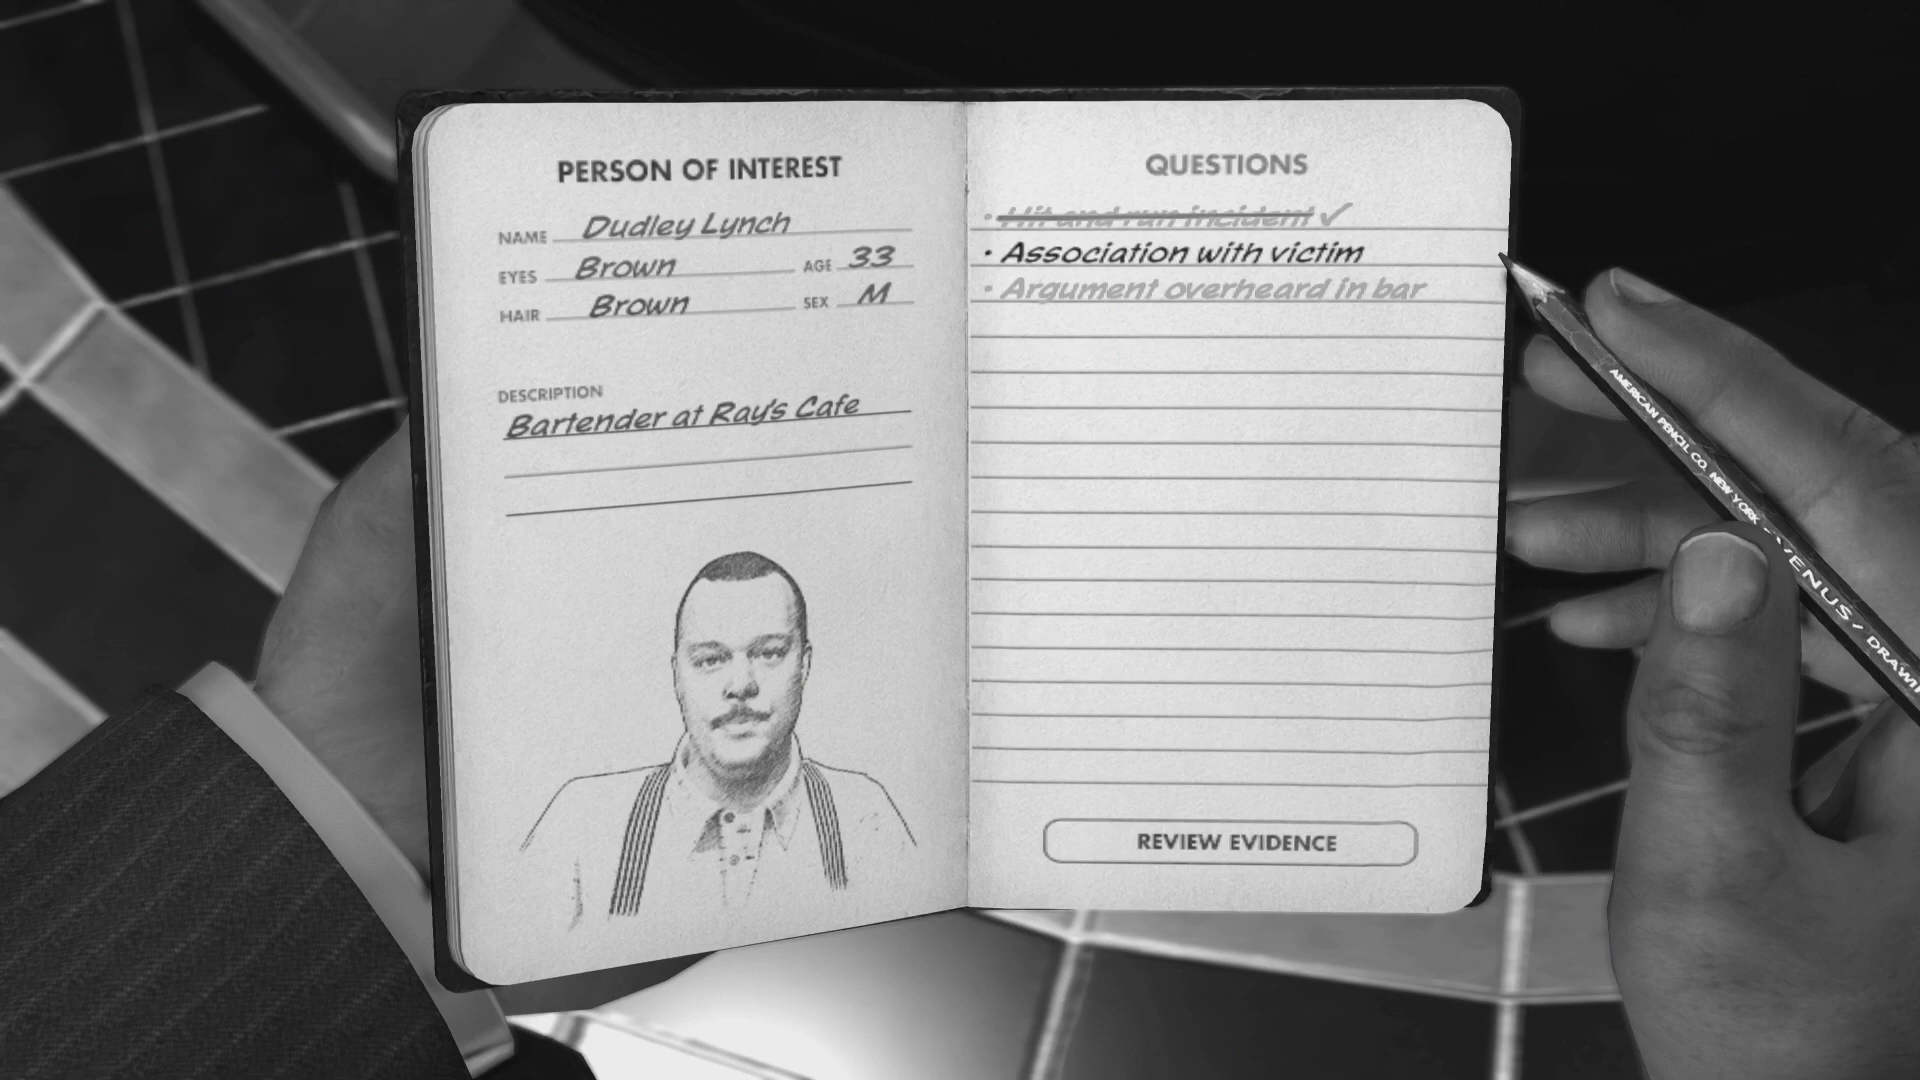 PERSON OF INTEREST
NAME Dudley Lynch
EYES Brown AGE 33
HAIR Brown SEX M
DESCRIPTION
Bartender at Ray's Cafe
QUESTIONS
• Hit and run incident ✓
• Association with victim
• Argument overheard in bar
REVIEW EVIDENCE
AMERICAN PENCIL CO. NEW YORK VENUS DRAWI